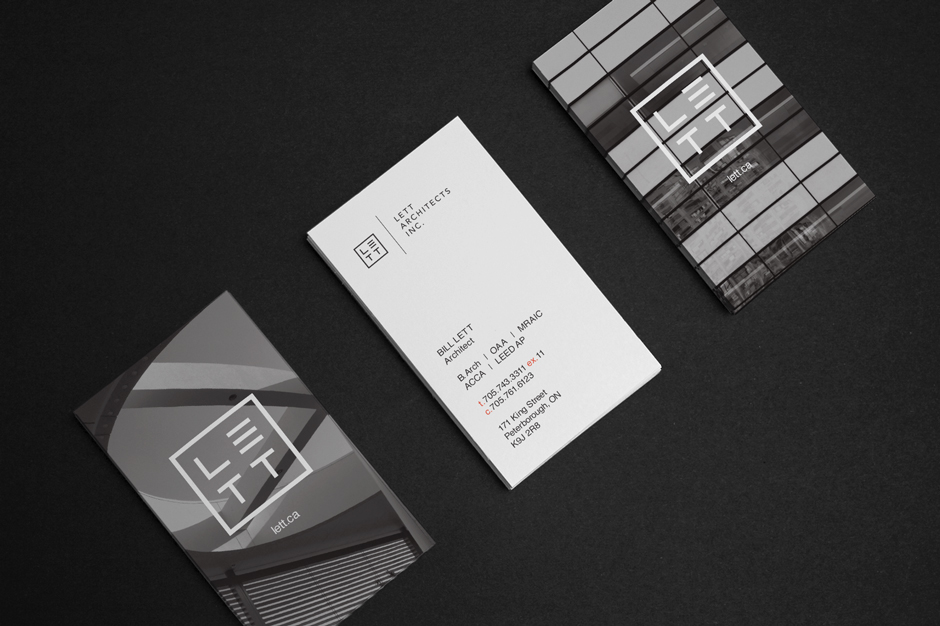 LE
TT
lett.ca
LE
TT
LETT
ARCHITECTS
INC.
BILL LETT
Architect
B.Arch | OAA | MRAIC
ACCA | LEED AP
t.705.743.3311 ex.11
c.705.761.6123
171 King Street
Peterborough, ON
K9J 2R8
LE
TT
lett.ca